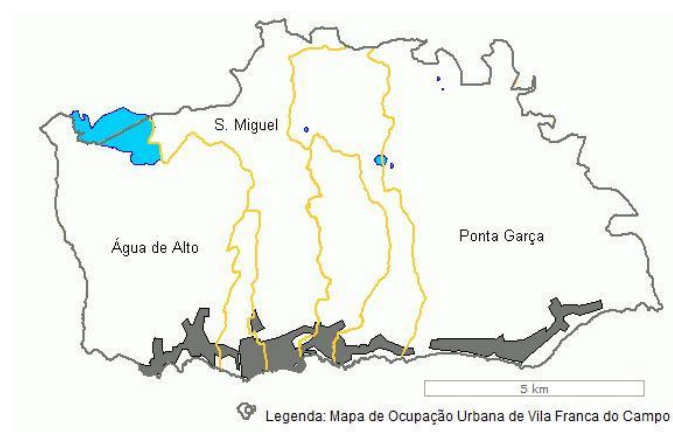 S. Miguel
Água de Alto
Ponta Garça
5 km
Legenda: Mapa de Ocupação Urbana de Vila Franca do Campo